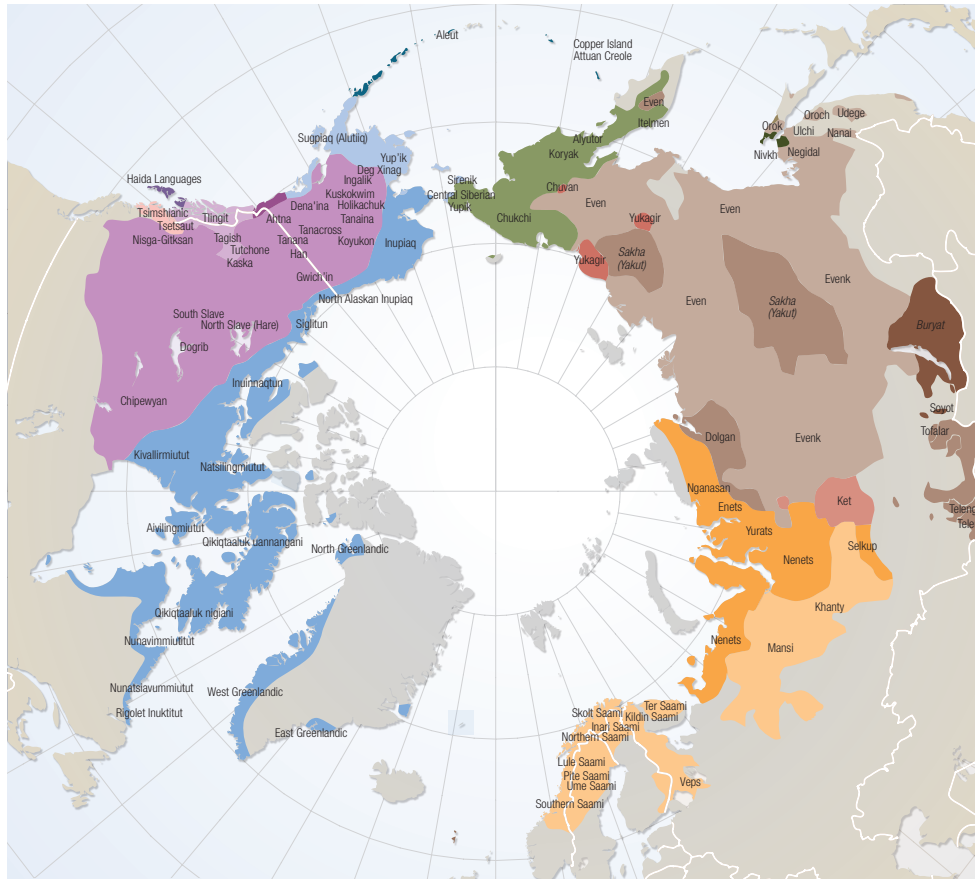 Aleut
Copper Island
Attuan Creole
Even
Itelmen
Alyutor
Koryak
Chuvan
Even
Chukchi
Sirenik
Central Siberian
Yupik
Yukagir
Yukagir
Sakha
(Yakut)
Even
Even
Evenk
Sakha
(Yakut)
Orok
Oroch
Udege
Ulchi
Nanai
Nivkh
Negidal
Buryat
Soyot
Tofalar
Teleng
Tele
Evenk
Dolgan
Ket
Nganasan
Enets
Yurats
Nenets
Selkup
Khanty
Mansi
Nenets
Ter Saami
Skolt Saami
Kildin Saami
Inari Saami
Northern Saami
Lule Saami
Pite Saami
Ume Saami
Southern Saami
Veps
Sugpiaq (Alutiiq)
Yup'ik
Deg Xinag
Ingalik
Kuskokwim
Holikachuk
Dena'ina
Tanaina
Ahtna
Tanacross
Tanana
Koyukon
Han
Inupiaq
Gwich'in
North Alaskan Inupiaq
Haida Languages
Tsimshianic
Tsetsaut
Tlingit
Nisga-Gitksan
Tagish
Tutchone
Kaska
South Slave
North Slave (Hare)
Dogrib
Siglitun
Chipewyan
Inuinnaqtun
Kivallirmiutut
Natsilingmiutut
Aivilingmiutut
Qikiqtaaluk uannangani
North Greenlandic
Qikiqtaaluk nigiani
Nunavimmiutitut
Nunatsiavummiutut
Rigolet Inuktitut
West Greenlandic
East Greenlandic